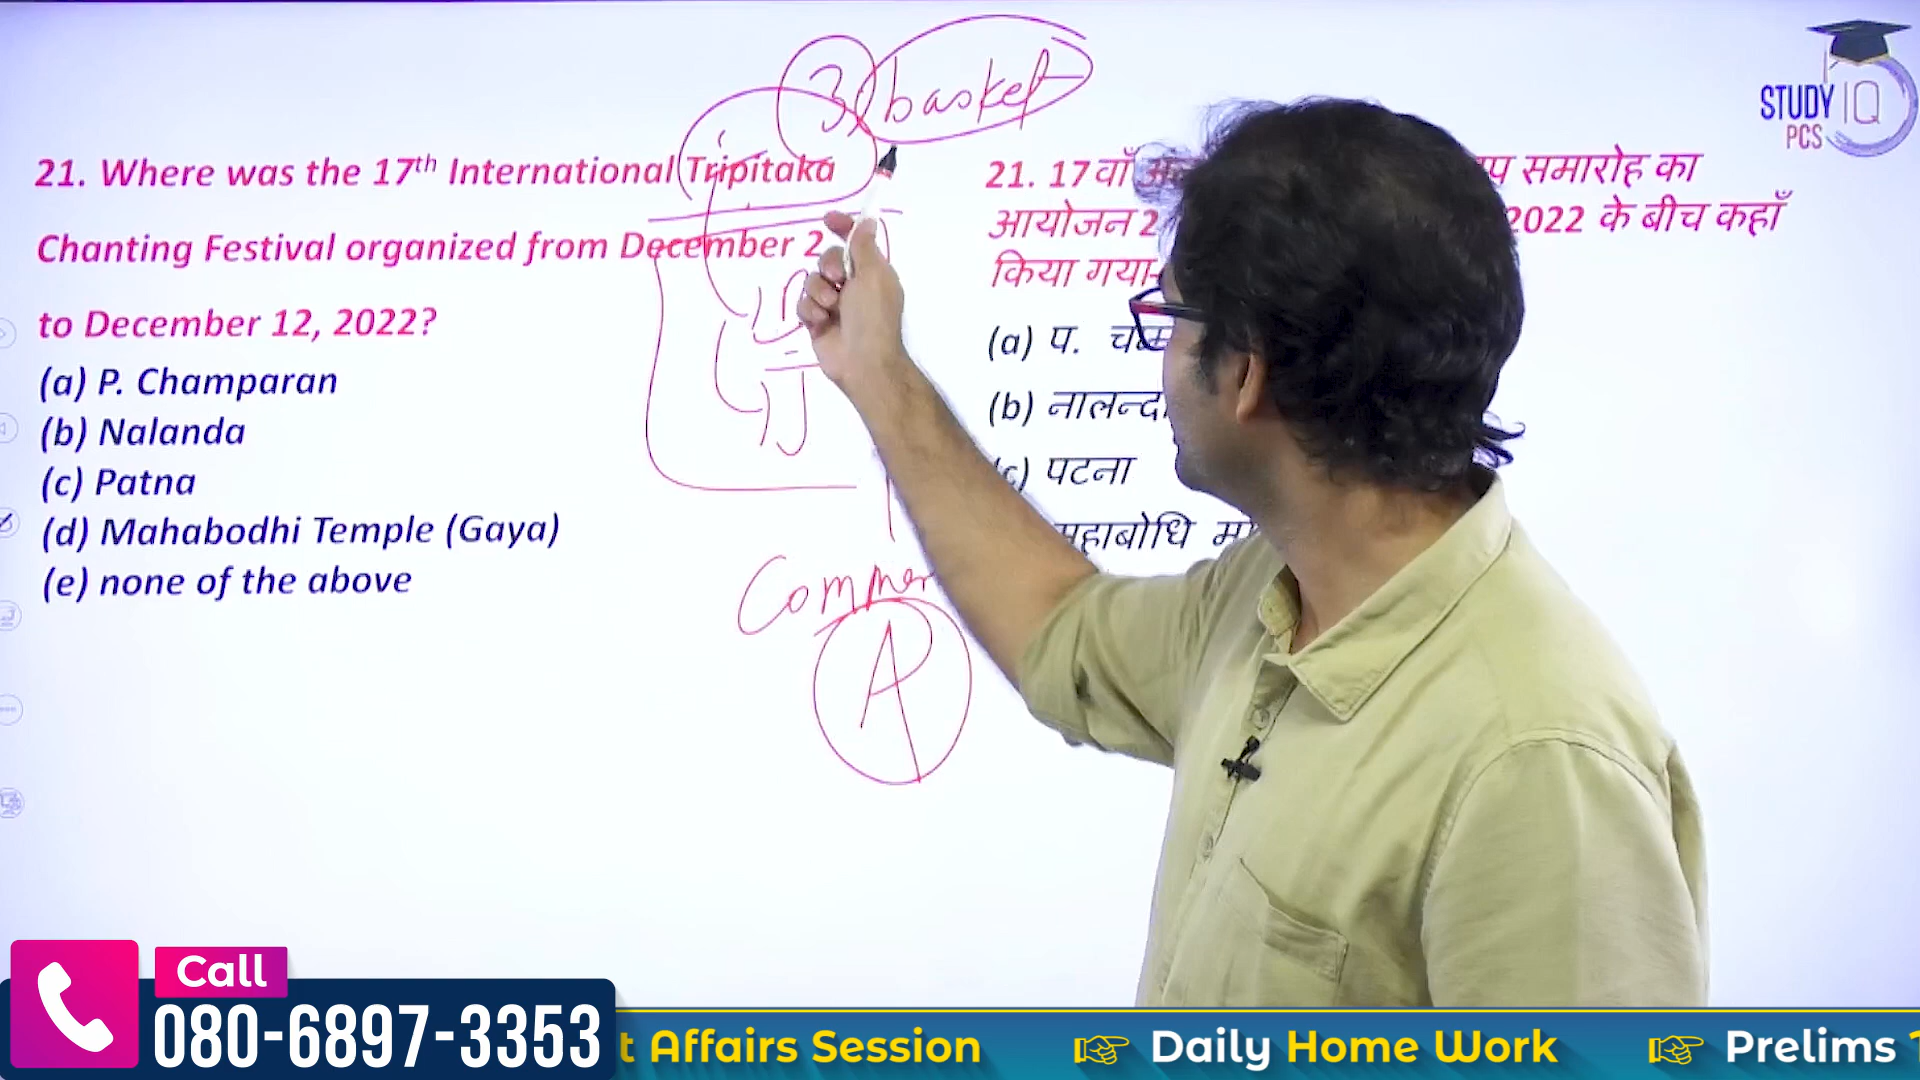 3) basket
STUDY IQ
PCS
21. Where was the 17th International Tripitaka
Chanting Festival organized from December 2
to December 12, 2022?
(a) P. Champaran
(b) Nalanda
(c) Patna
(d) Mahabodhi Temple (Gaya)
(e) none of the above
21. 17वाँ
समारोह का
आयोजन 2
2022 के बीच कहाँ
किया गया-
(a) प.
(b) नालन्दा
(c) पटना
महाबोधि
A
Call
080-6897-3353
t Affairs Session
Daily Home Work
Prelims